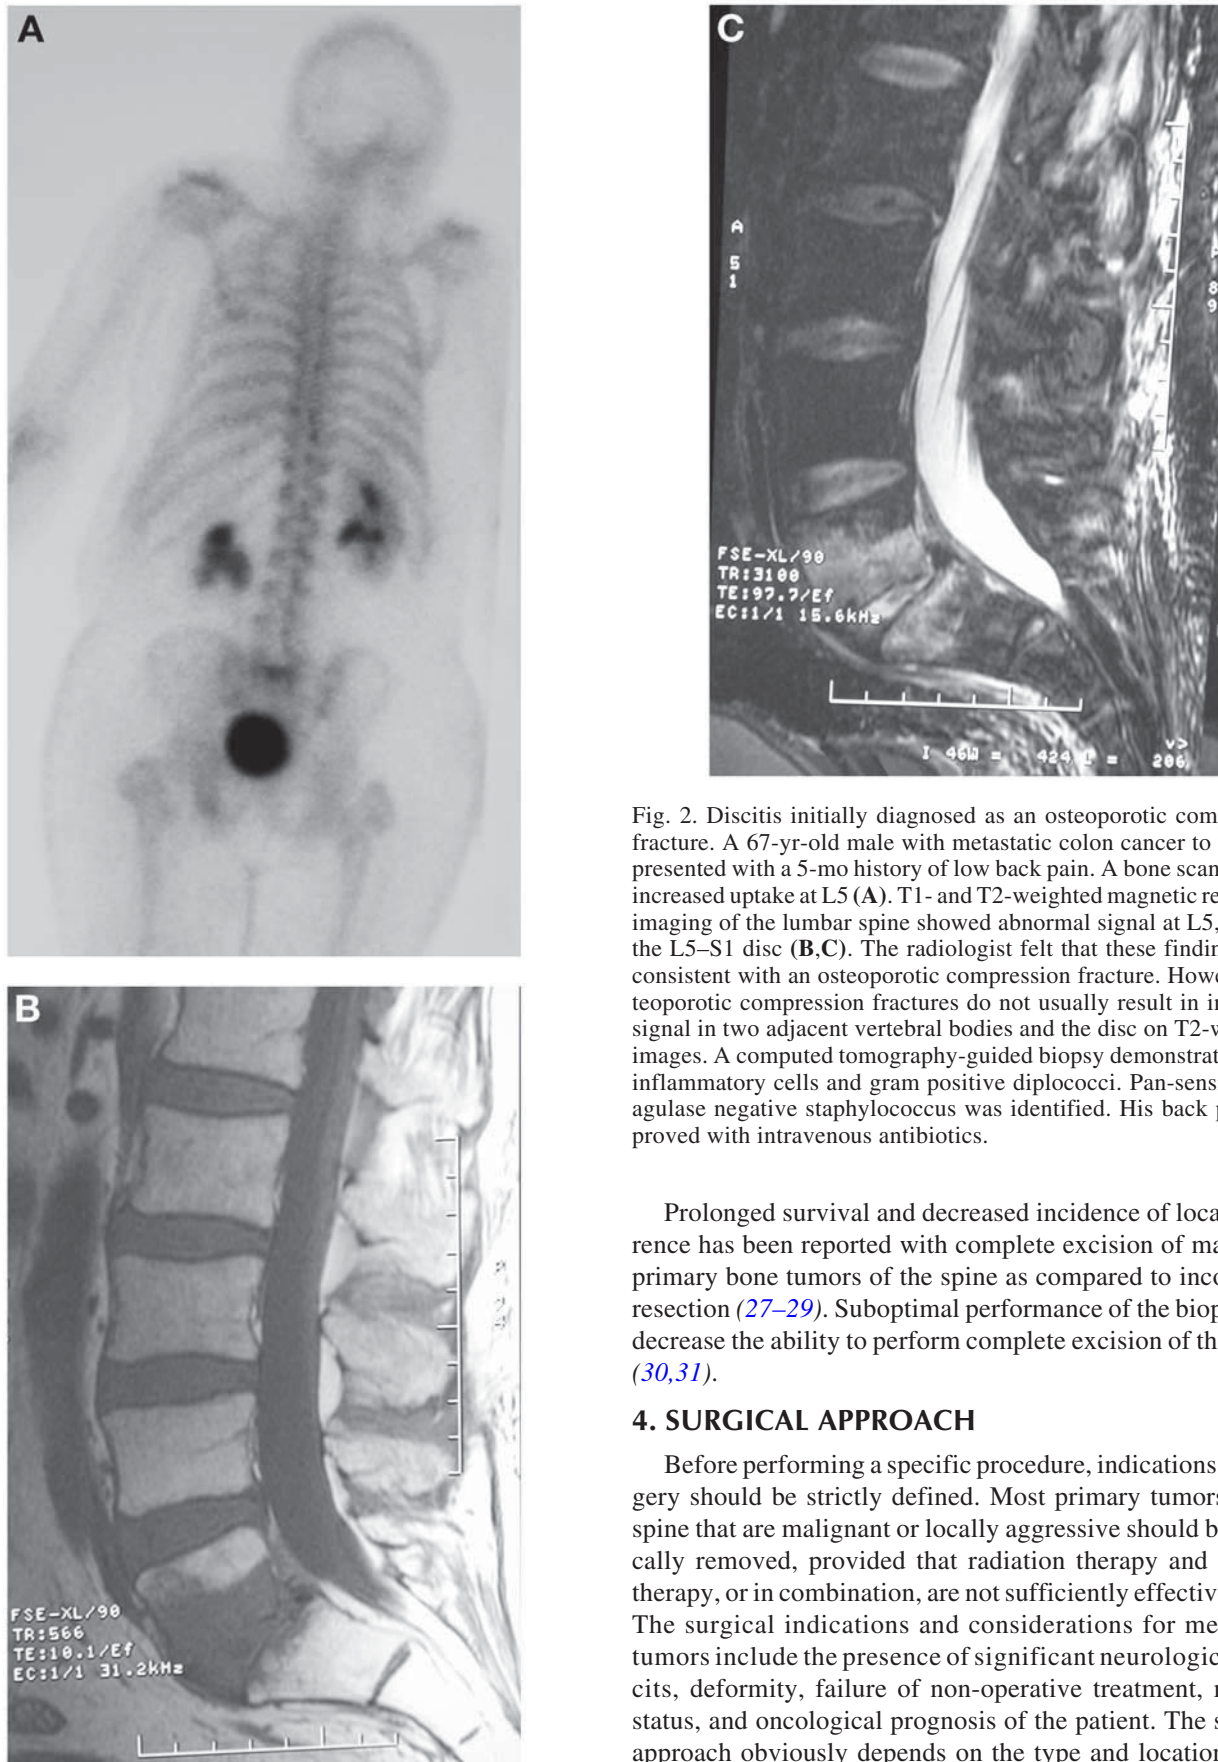 A
B
FSE-XL/90
TR:566
TE:10.1/Ef
EC:1/1 31.2kHz
C
A
5
1
8
9
FSE-XL/90
TR:3100
TE:97.7/Ef
EC:1/1 15.6kHz
I 46W = 424 L = 206
v>
Fig. 2. Discitis initially diagnosed as an osteoporotic com
fracture. A 67-yr-old male with metastatic colon cancer to
presented with a 5-mo history of low back pain. A bone scan
increased uptake at L5 (A). T1- and T2-weighted magnetic re
imaging of the lumbar spine showed abnormal signal at L5,
the L5–S1 disc (B,C). The radiologist felt that these findin
consistent with an osteoporotic compression fracture. Howe
teoporotic compression fractures do not usually result in in
signal in two adjacent vertebral bodies and the disc on T2-w
images. A computed tomography-guided biopsy demonstrat
inflammatory cells and gram positive diplococci. Pan-sens
agulase negative staphylococcus was identified. His back p
proved with intravenous antibiotics.
Prolonged survival and decreased incidence of loca
rence has been reported with complete excision of ma
primary bone tumors of the spine as compared to inco
resection (27–29). Suboptimal performance of the biop
decrease the ability to perform complete excision of th
(30,31).
4. SURGICAL APPROACH
Before performing a specific procedure, indications
gery should be strictly defined. Most primary tumors
spine that are malignant or locally aggressive should b
cally removed, provided that radiation therapy and
therapy, or in combination, are not sufficiently effectiv
The surgical indications and considerations for me
tumors include the presence of significant neurologic
cits, deformity, failure of non-operative treatment, n
status, and oncological prognosis of the patient. The s
approach obviously depends on the type and location